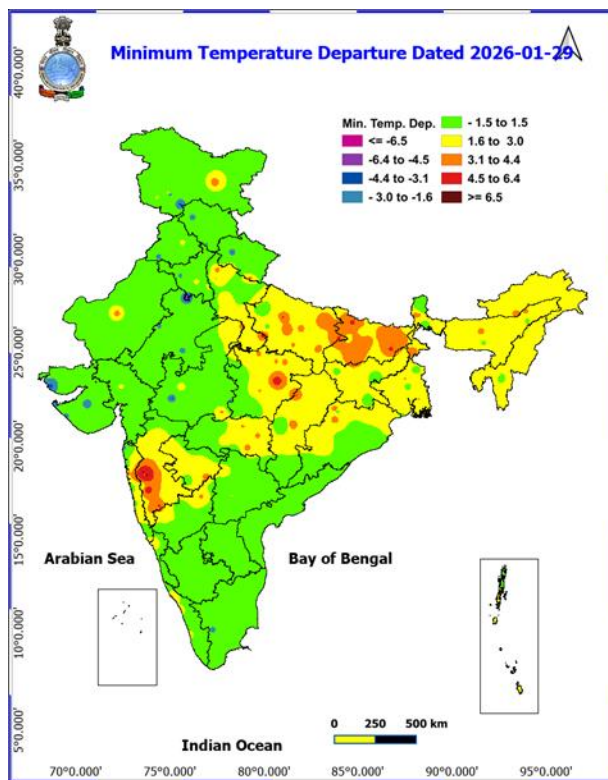 Minimum Temperature Departure Dated 2026-01-29
Min. Temp. Dep.
<= -6.5
-6.4 to -4.5
-4.4 to -3.1
- 3.0 to -1.6
- 1.5 to 1.5
1.6 to 3.0
3.1 to 4.4
4.5 to 6.4
>= 6.5
40°0.000'
35°0.000'
30°0.000'
25°0.000'
20°0.000'
15°0.000'
10°0.000'
5°0.000'
Arabian Sea
Bay of Bengal
Indian Ocean
0 250 500 km
70°0.000' 75°0.000' 80°0.000' 85°0.000' 90°0.000' 95°0.000'